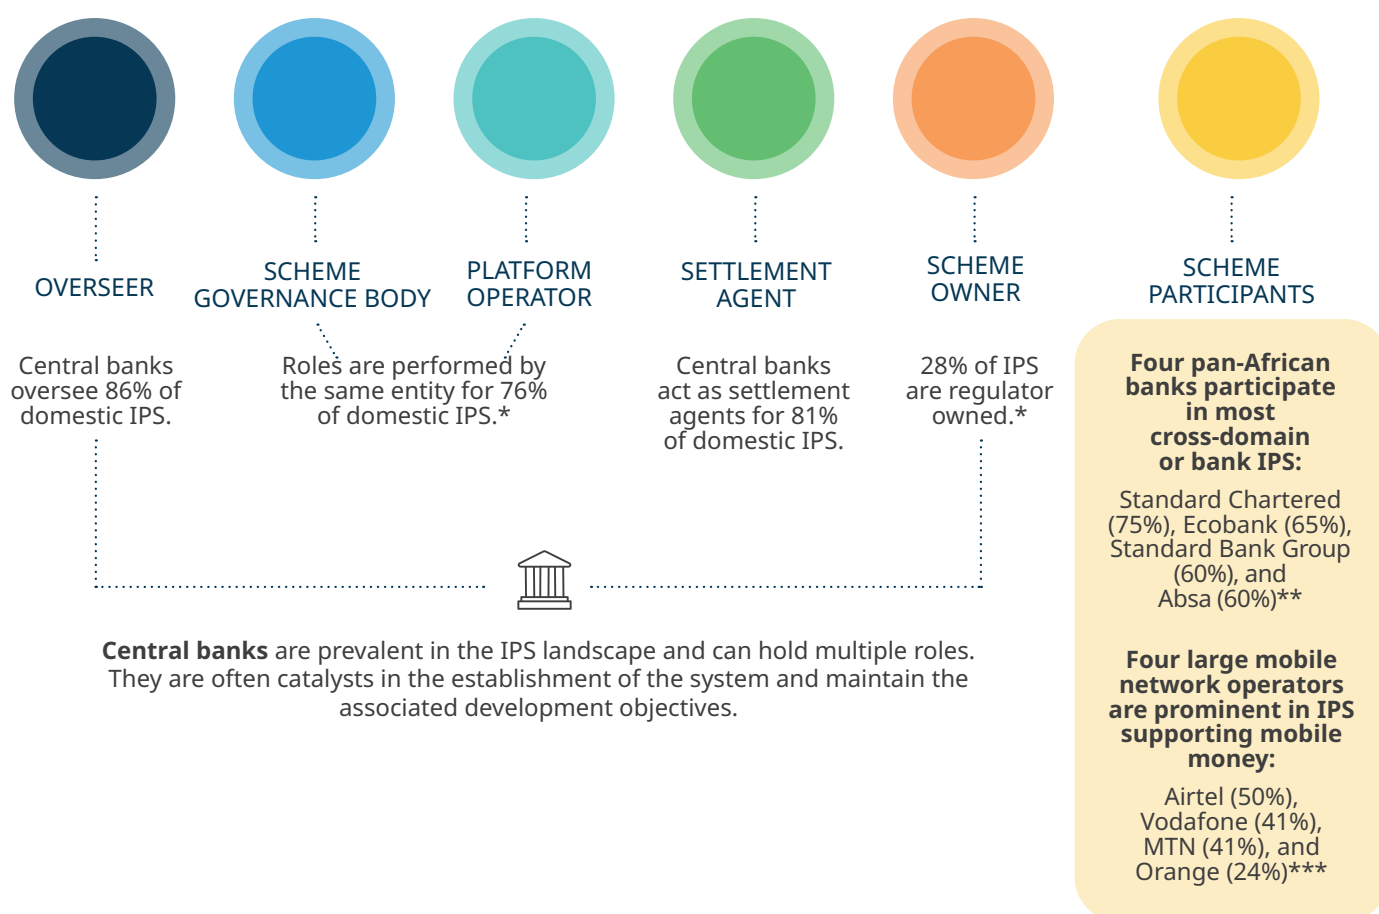 OVERSEER
Central banks
oversee 86% of
domestic IPS.
SCHEME
GOVERNANCE BODY
PLATFORM
OPERATOR
Roles are performed by
the same entity for 76%
of domestic IPS.*
SETTLEMENT
AGENT
Central banks
act as settlement
agents for 81%
of domestic IPS.
SCHEME
OWNER
28% of IPS
are regulator
owned.*
Central banks are prevalent in the IPS landscape and can hold multiple roles.
They are often catalysts in the establishment of the system and maintain the
associated development objectives.
SCHEME
PARTICIPANTS
Four pan-African
banks participate
in most
cross-domain
or bank IPS:
Standard Chartered
(75%), Ecobank (65%),
Standard Bank Group
(60%), and
Absa (60%)**
Four large mobile
network operators
are prominent in IPS
supporting mobile
money:
Airtel (50%),
Vodafone (41%),
MTN (41%), and
Orange (24%)***